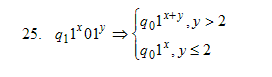 25. q₁1ˣ01ʸ ⇒ { q₀1ˣ⁺ʸ, y > 2
q₀1ˣ, y ≤ 2